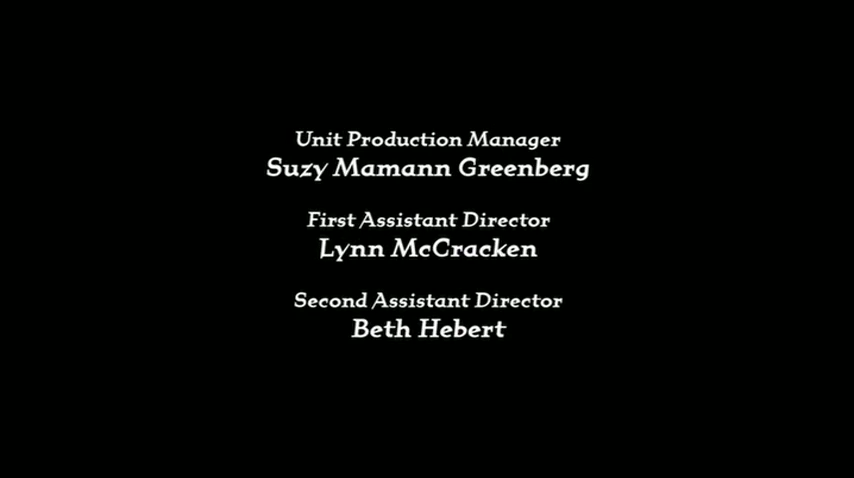 Unit Production Manager
Suzy Mamann Greenberg
First Assistant Director
Lynn McCracken
Second Assistant Director
Beth Hebert